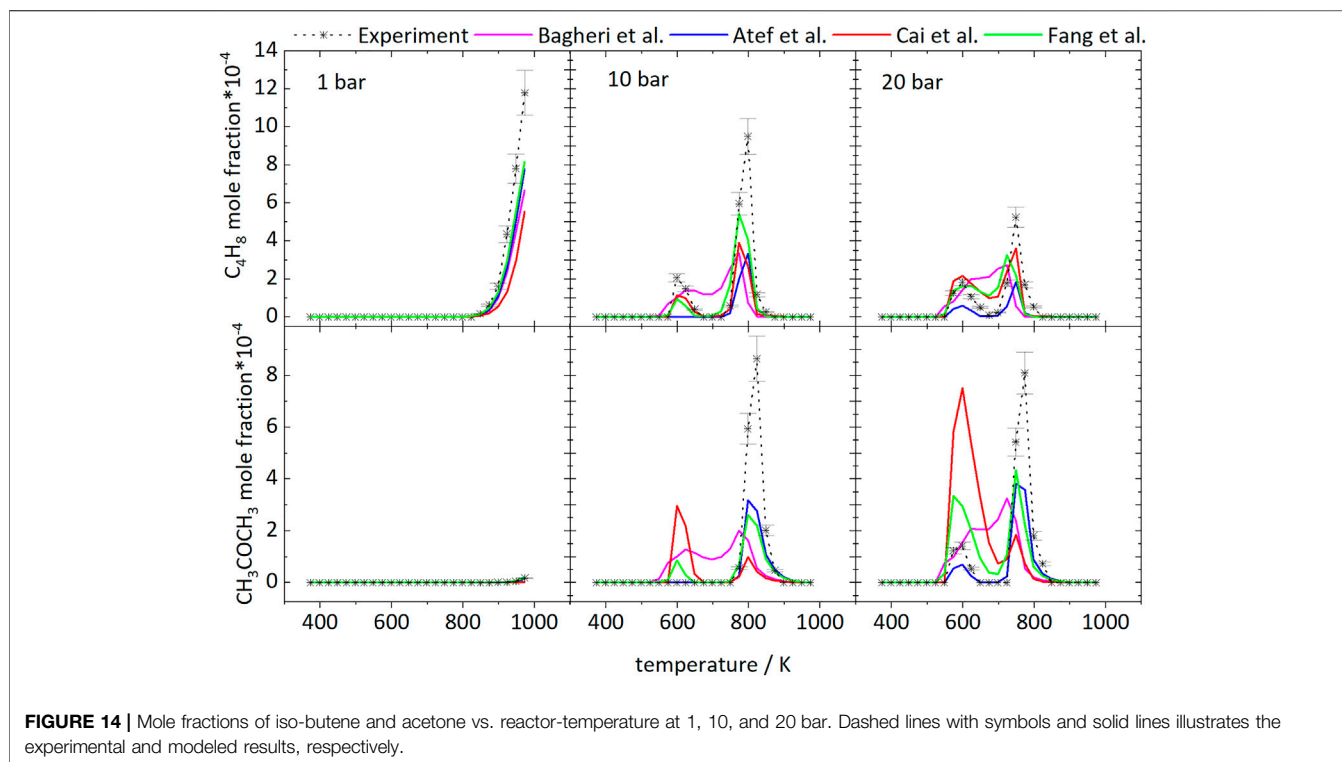 Experiment Bagheri et al. Atef et al. Cai et al. Fang et al.
14
12
10
8
6
4
2
0
C4H8 mole fraction*10-4
1 bar
10 bar
20 bar
8
6
4
2
0
CH3COCH3 mole fraction*10-4
400 600 800 1000 400 600 800 1000 400 600 800 1000
temperature / K
FIGURE 14 | Mole fractions of iso-butene and acetone vs. reactor-temperature at 1, 10, and 20 bar. Dashed lines with symbols and solid lines illustrates the
experimental and modeled results, respectively.